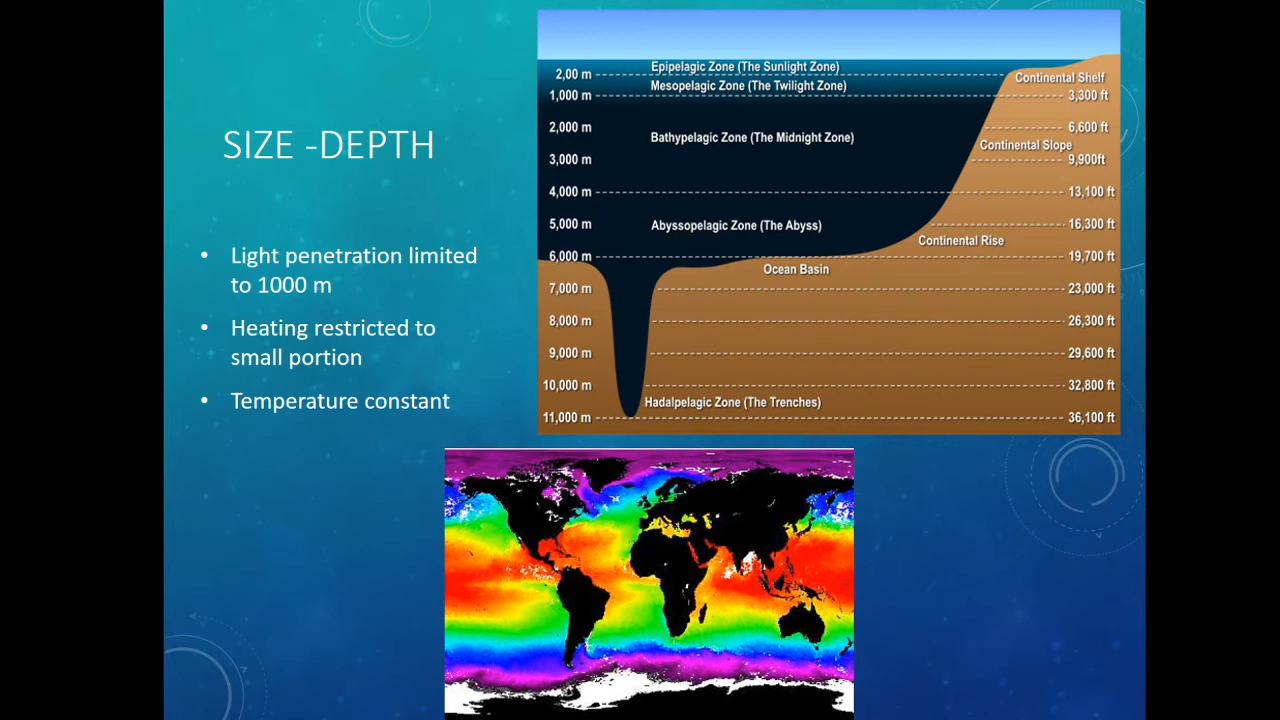 SIZE -DEPTH
• Light penetration limited
to 1000 m
• Heating restricted to
small portion
• Temperature constant
Epipelagic Zone (The Sunlight Zone)
2,00 m
Continental Shelf
Mesopelagic Zone (The Twilight Zone)
1,000 m
3,300 ft
2,000 m
6,600 ft
Bathypelagic Zone (The Midnight Zone)
Continental Slope
3,000 m
9,900ft
4,000 m
13,100 ft
5,000 m
Abyssopelagic Zone (The Abyss)
16,300 ft
Continental Rise
6,000 m
19,700 ft
Ocean Basin
7,000 m
23,000 ft
8,000 m
26,300 ft
9,000 m
29,600 ft
10,000 m
32,800 ft
Hadalpelagic Zone (The Trenches)
11,000 m
36,100 ft